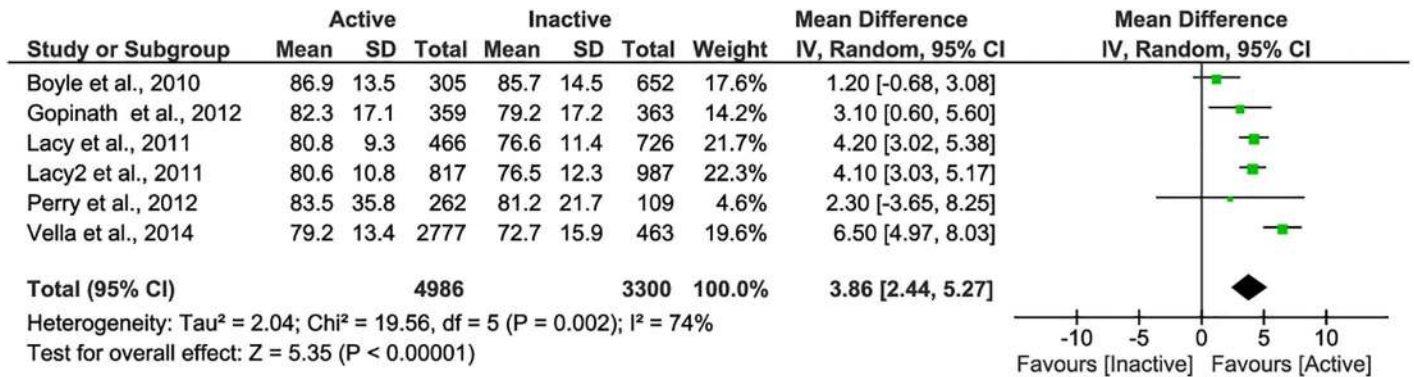 Active Inactive Mean Difference Mean Difference
Study or Subgroup Mean SD Total Mean SD Total Weight IV, Random, 95% CI IV, Random, 95% CI
Boyle et al., 2010 86.9 13.5 305 85.7 14.5 652 17.6% 1.20 [-0.68, 3.08]
Gopinath et al., 2012 82.3 17.1 359 79.2 17.2 363 14.2% 3.10 [0.60, 5.60]
Lacy et al., 2011 80.8 9.3 466 76.6 11.4 726 21.7% 4.20 [3.02, 5.38]
Lacy2 et al., 2011 80.6 10.8 817 76.5 12.3 987 22.3% 4.10 [3.03, 5.17]
Perry et al., 2012 83.5 35.8 262 81.2 21.7 109 4.6% 2.30 [-3.65, 8.25]
Vella et al., 2014 79.2 13.4 2777 72.7 15.9 463 19.6% 6.50 [4.97, 8.03]
Total (95% CI) 4986 3300 100.0% 3.86 [2.44, 5.27]
Heterogeneity: Tau² = 2.04; Chi² = 19.56, df = 5 (P = 0.002); I² = 74%
Test for overall effect: Z = 5.35 (P < 0.00001)
-10 -5 0 5 10
Favours [Inactive] Favours [Active]